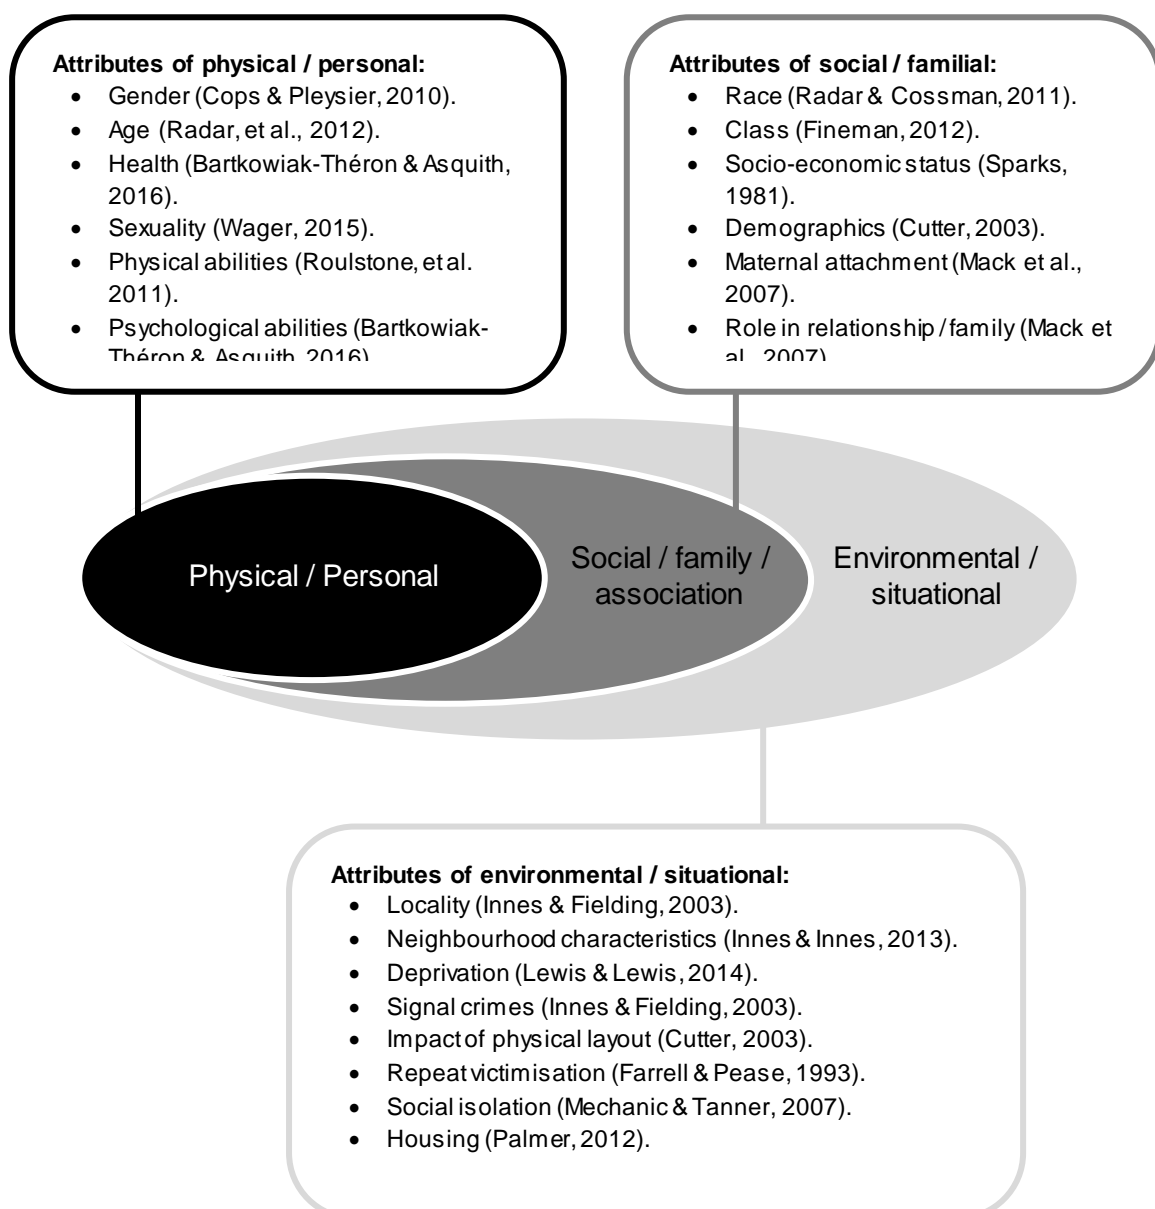 Attributes of physical / personal:
• Gender (Cops & Pleysier, 2010).
• Age (Radar, et al., 2012).
• Health (Bartkowiak-Théron & Asquith,
2016).
• Sexuality (Wager, 2015).
• Physical abilities (Roulstone, et al.
2011).
• Psychological abilities (Bartkowiak-
Théron & Asquith, 2016)
Attributes of social / familial:
• Race (Radar & Cossman, 2011).
• Class (Fineman, 2012).
• Socio-economic status (Sparks,
1981).
• Demographics (Cutter, 2003).
• Maternal attachment (Mack et al.,
2007).
• Role in relationship / family (Mack et
al., 2007)
Physical / Personal
Social / family /
association
Environmental /
situational
Attributes of environmental / situational:
• Locality (Innes & Fielding, 2003).
• Neighbourhood characteristics (Innes & Innes, 2013).
• Deprivation (Lewis & Lewis, 2014).
• Signal crimes (Innes & Fielding, 2003).
• Impact of physical layout (Cutter, 2003).
• Repeat victimisation (Farrell & Pease, 1993).
• Social isolation (Mechanic & Tanner, 2007).
• Housing (Palmer, 2012).